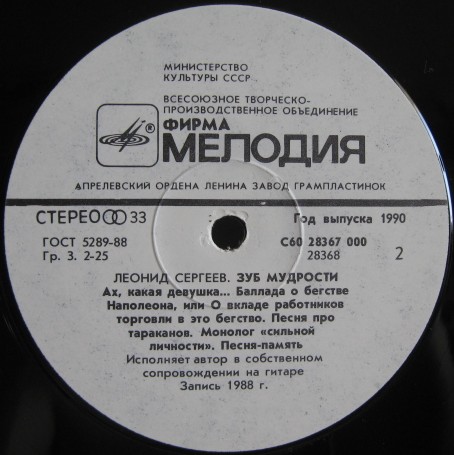 МИНИСТЕРСТВО
КУЛЬТУРЫ СССР
ВСЕСОЮЗНОЕ ТВОРЧЕСКО-
ПРОИЗВОДСТВЕННОЕ ОБЪЕДИНЕНИЕ
®
ФИРМА
МЕЛОДИЯ
АПРЕЛЕВСКИЙ ОРДЕНА ЛЕНИНА ЗАВОД ГРАМПЛАСТИНОК
СТЕРЕО 33
Год выпуска 1990
ГОСТ 5289-88
С60 28367 000
Гр. 3. 2-25
28368
2
ЛЕОНИД СЕРГЕЕВ. ЗУБ МУДРОСТИ
Ах, какая девушка... Баллада о бегстве
Наполеона, или О вкладе работников
торговли в это бегство. Песня про
тараканов. Монолог «сильной
личности». Песня-память
Исполняет автор в собственном
сопровождении на гитаре
Запись 1988 г.